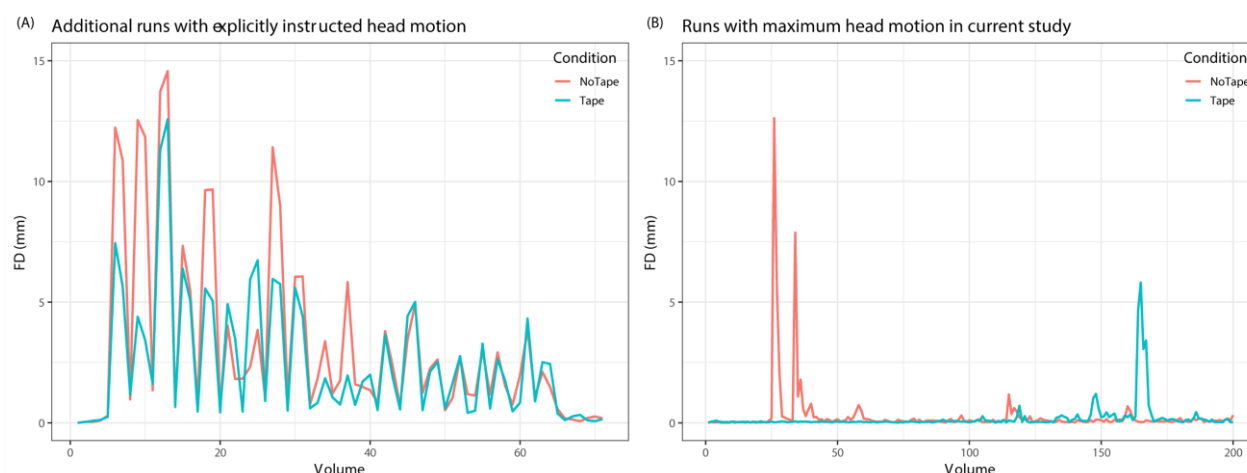 (A) Additional runs with explicitly instructed head motion
Condition
NoTape
Tape
15
10
5
0
FD (mm)
0 20 40 60
Volume
(B) Runs with maximum head motion in current study
Condition
NoTape
Tape
15
10
5
0
FD (mm)
0 50 100 150 200
Volume